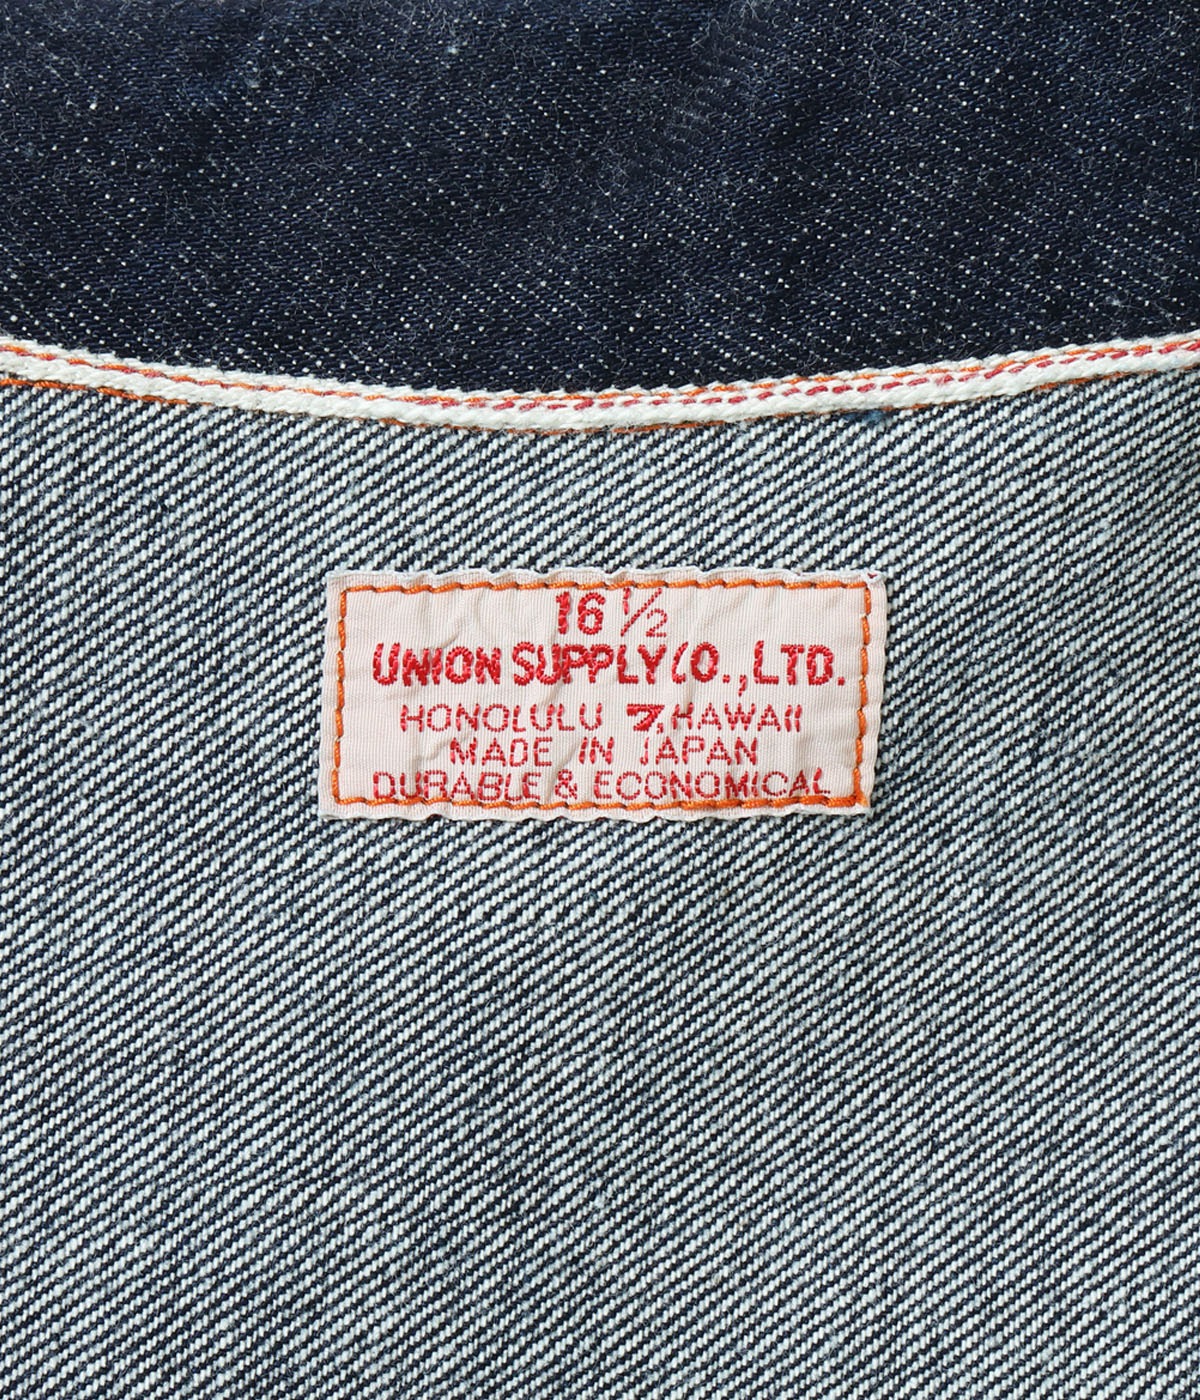 16 1/2
UNION SUPPLY CO., LTD.
HONOLULU 7, HAWAII
MADE IN JAPAN
DURABLE & ECONOMICAL